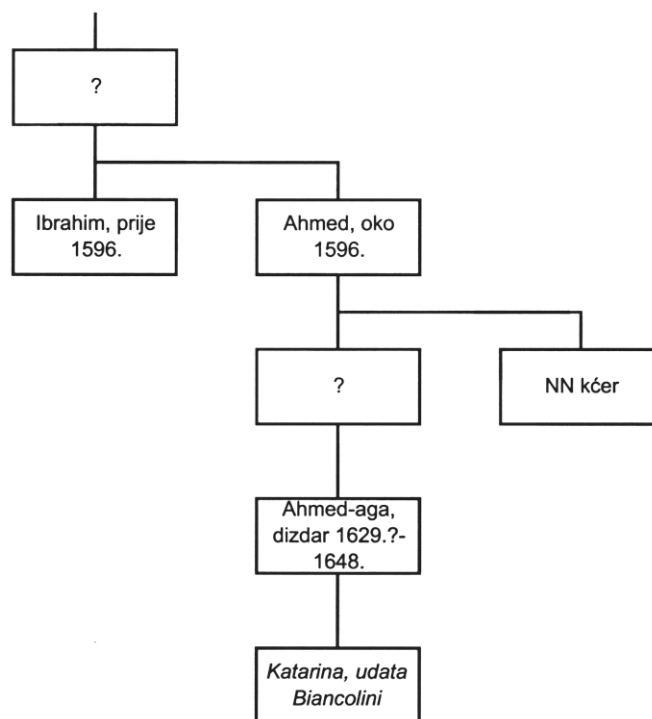 ?
Ibrahim, prije
1596.
Ahmed, oko
1596.
?
NN kćer
Ahmed-aga,
dizdar 1629.?-
1648.
Katarina, udata
Biancolini